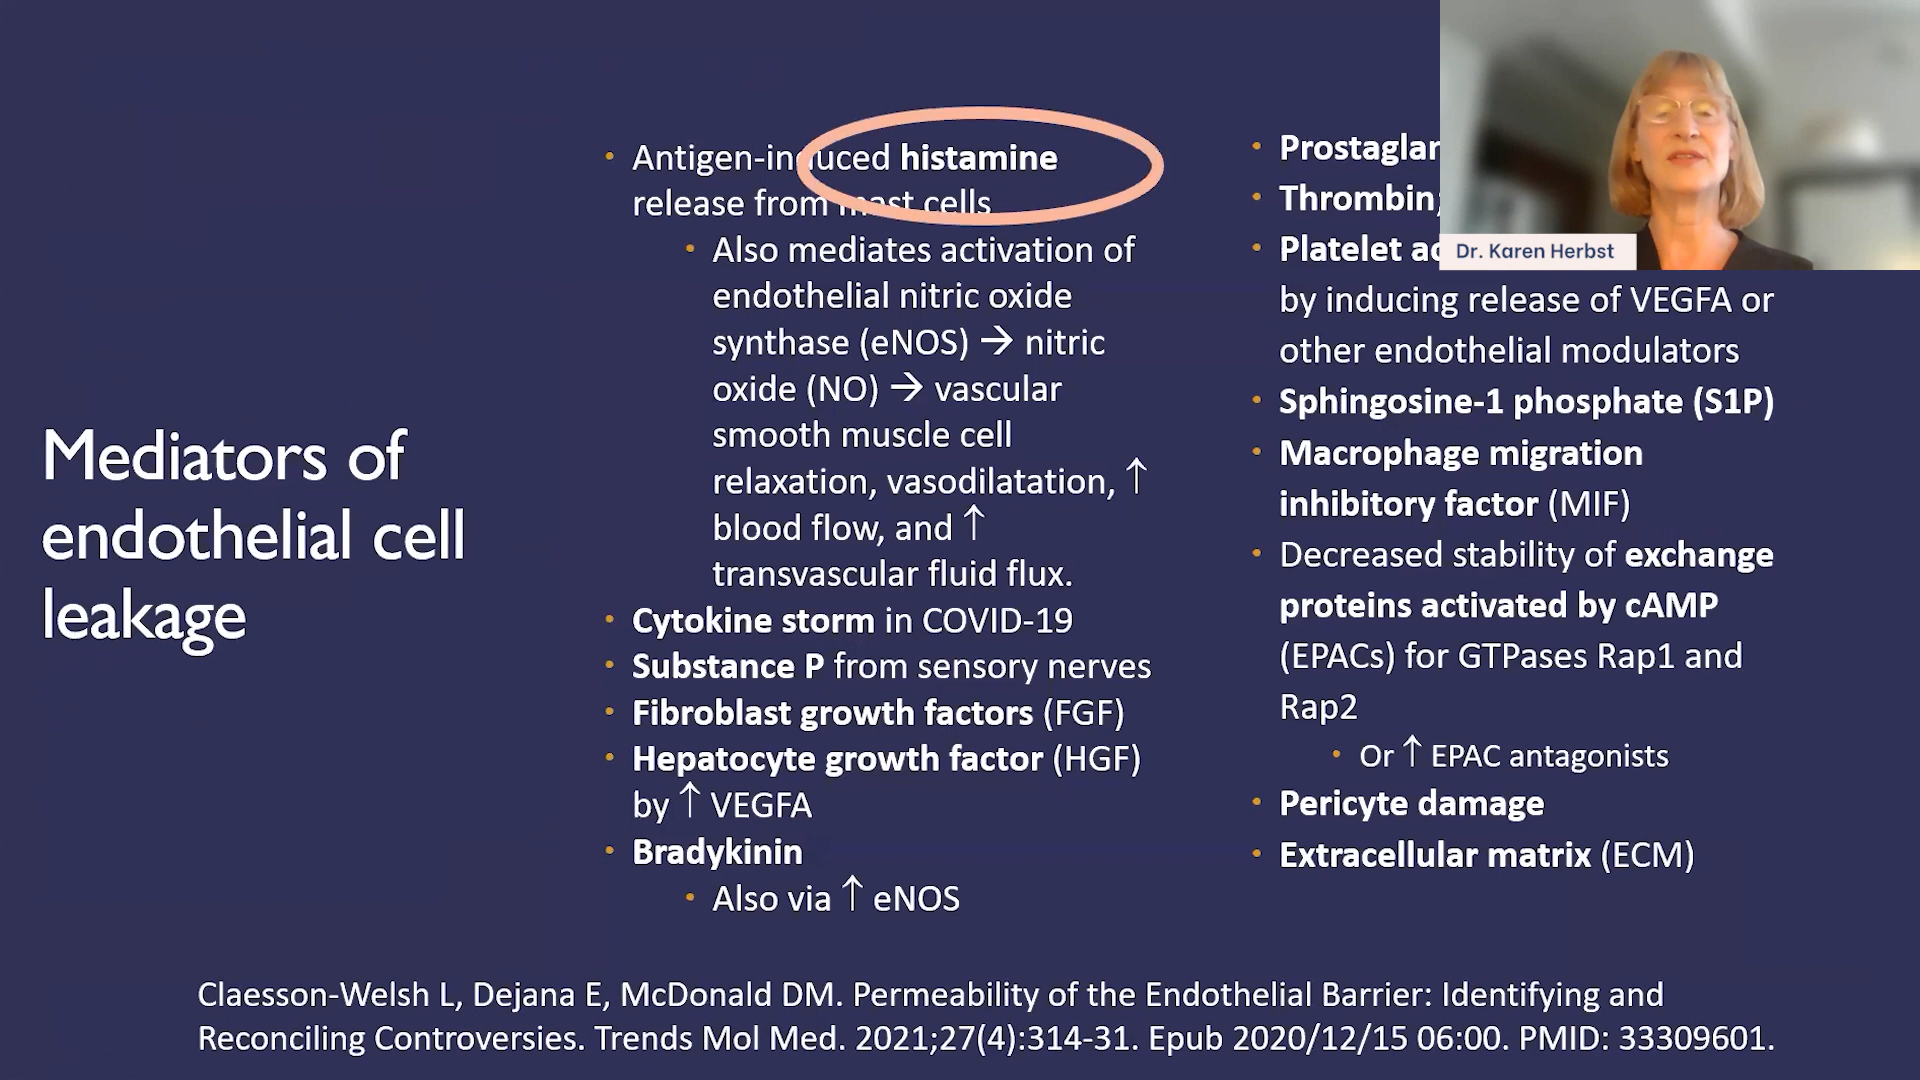 Mediators of
endothelial cell
leakage
• Antigen-induced histamine
release from mast cells
• Also mediates activation of
endothelial nitric oxide
synthase (eNOS) → nitric
oxide (NO) → vascular
smooth muscle cell
relaxation, vasodilatation, ↑
blood flow, and ↑
transvascular fluid flux.
• Cytokine storm in COVID-19
• Substance P from sensory nerves
• Fibroblast growth factors (FGF)
• Hepatocyte growth factor (HGF)
by ↑ VEGFA
• Bradykinin
• Also via ↑ eNOS
• Thrombin;
• Platelet
by inducing release of VEGFA or
other endothelial modulators
• Sphingosine-1 phosphate (S1P)
• Macrophage migration
inhibitory factor (MIF)
• Decreased stability of exchange
proteins activated by cAMP
(EPACs) for GTPases Rap1 and
Rap2
• Or ↑ EPAC antagonists
• Pericyte damage
• Extracellular matrix (ECM)
Dr. Karen Herbst
Claesson-Welsh L, Dejana E, McDonald DM. Permeability of the Endothelial Barrier: Identifying and
Reconciling Controversies. Trends Mol Med. 2021;27(4):314-31. Epub 2020/12/15 06:00. PMID: 33309601.